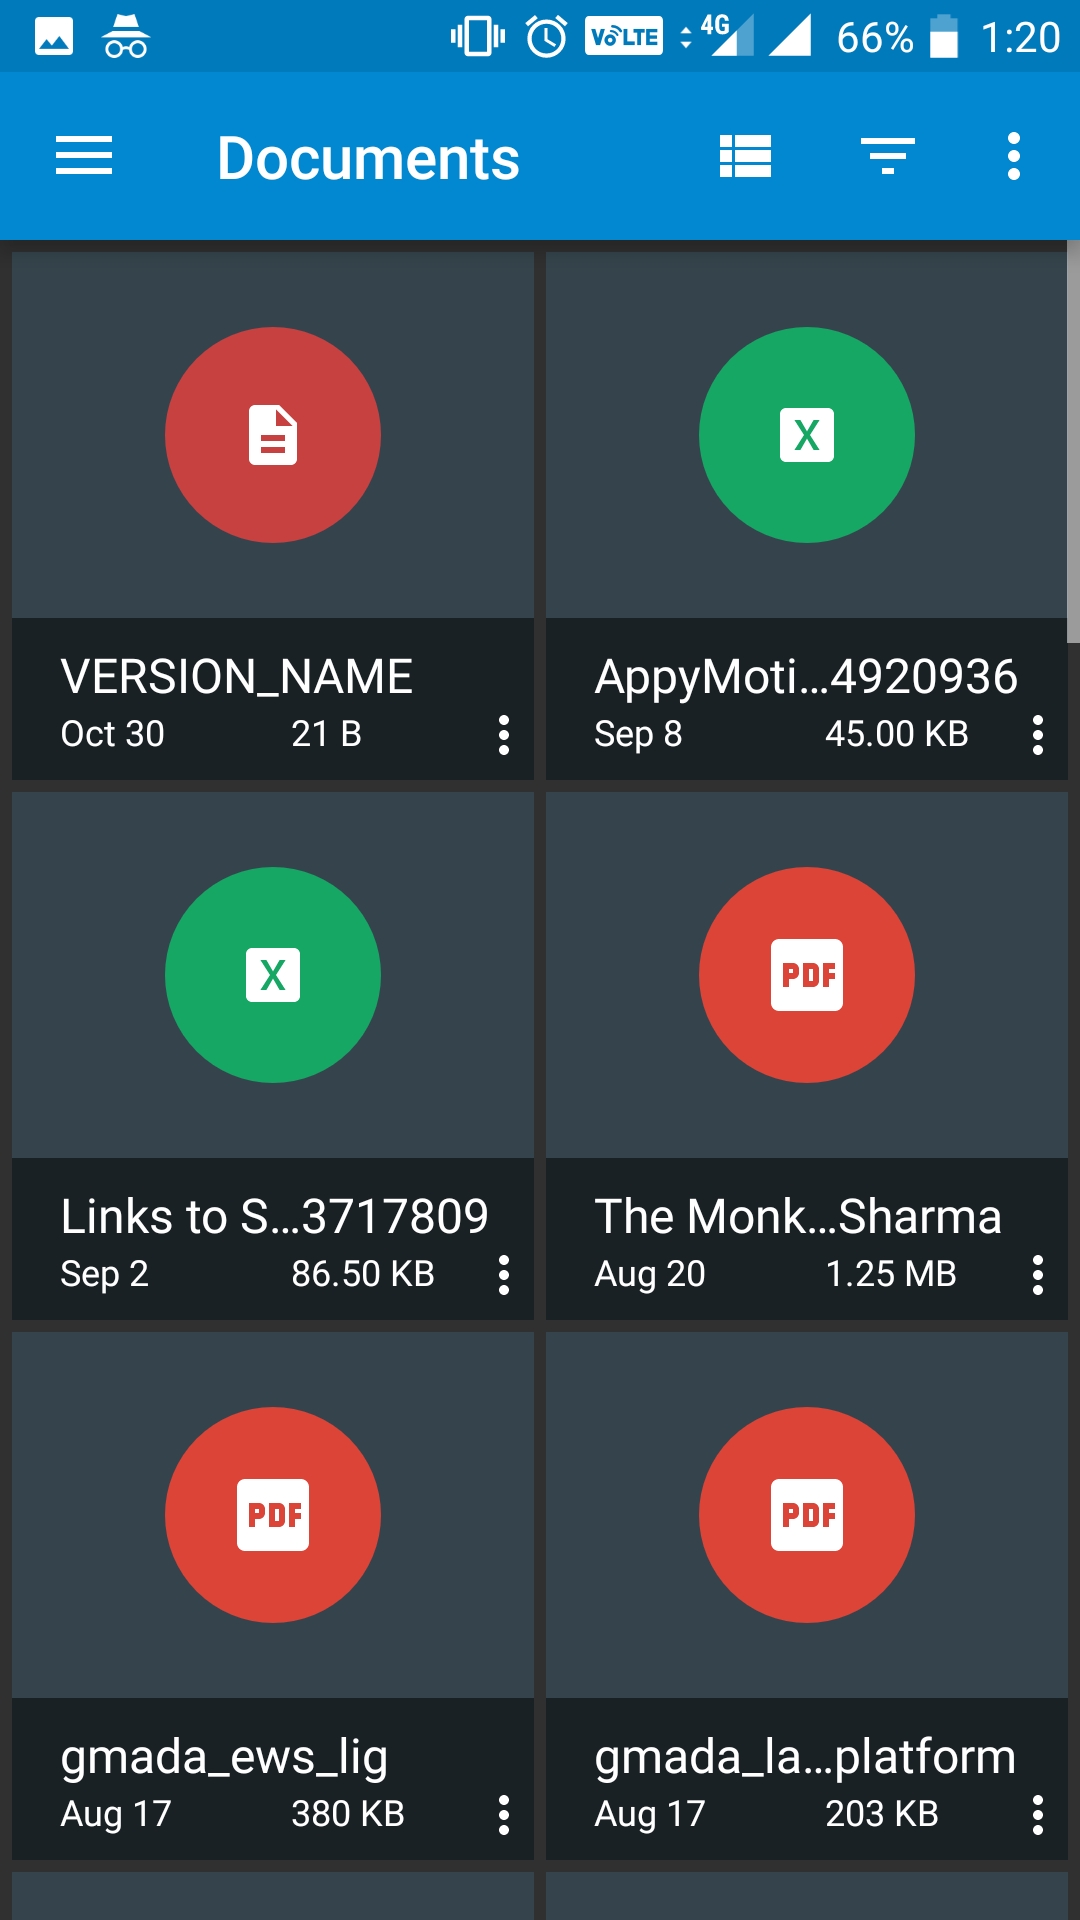 VoLTE 4G 66% 1:20
Documents
X
VERSION_NAME
Oct 30 21 B
AppyMoti...4920936
Sep 8 45.00 KB
X
PDF
Links to S...3717809
Sep 2 86.50 KB
The Monk...Sharma
Aug 20 1.25 MB
PDF
PDF
gmada_ews_lig
Aug 17 380 KB
gmada_la...platform
Aug 17 203 KB